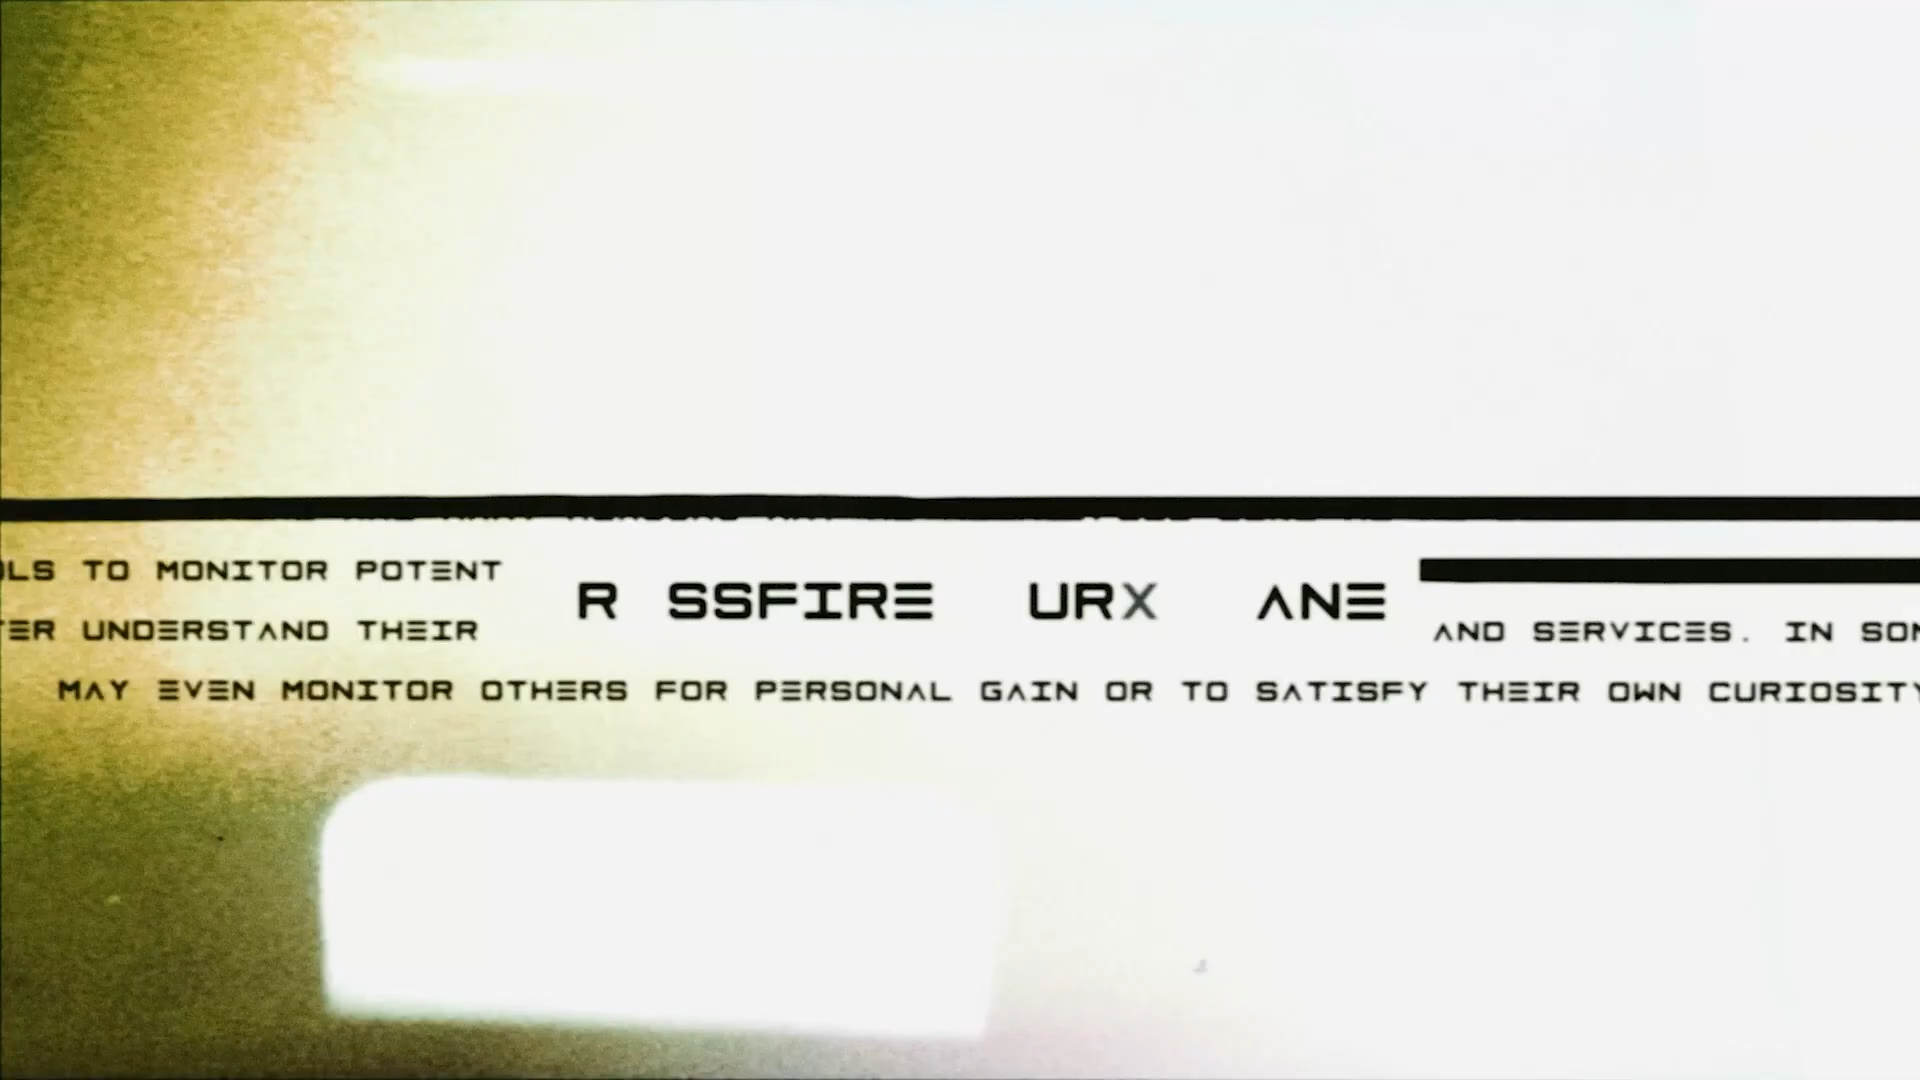 OLS TO MONITOR POTENT
R SSFIRE URX ANE
TER UNDERSTAND THEIR
AND SERVICES. IN SOM
MAY EVEN MONITOR OTHERS FOR PERSONAL GAIN OR TO SATISFY THEIR OWN CURIOSITY